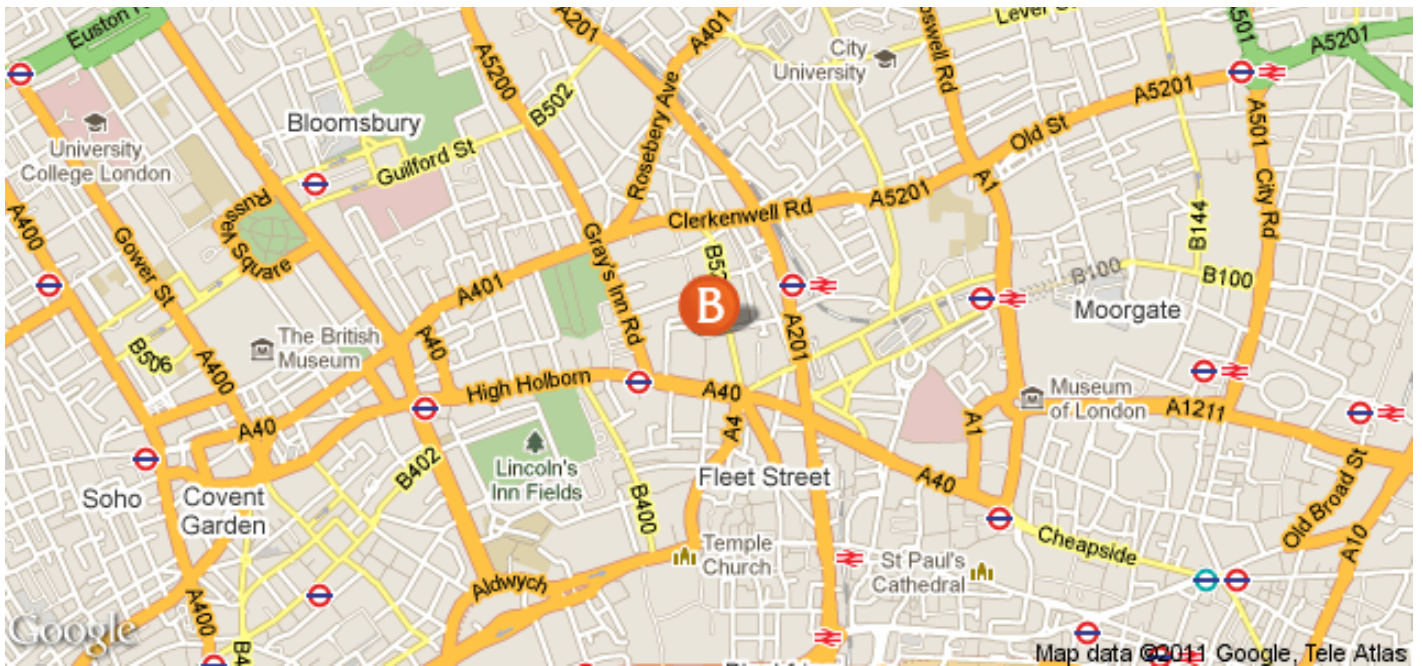 Euston
A5200
A201
A401
oswell Rd
Lever
A501
A5201
City
University
B502
Rosebery Ave
A5201
Bloomsbury
University
College London
Guilford St
Old St
A501
Russell Square
A5201
A1
City Rd
A400
Gower St
Clerkenwell Rd
B144
Gray's Inn Rd
A401
B100
B100
B
Moorgate
The British
Museum
A40
A201
B506
A400
High Holborn
A40
Museum
of London
A1211
A40
A4
A1
B402
Lincoln's
Inn Fields
Fleet Street
A40
Soho
Covent
Garden
B400
Old Broad St
A10
Temple
Church
St Paul's
Cathedral
Cheapside
Aldwych
A400
Google
Map data ©2011 Google, Tele Atlas